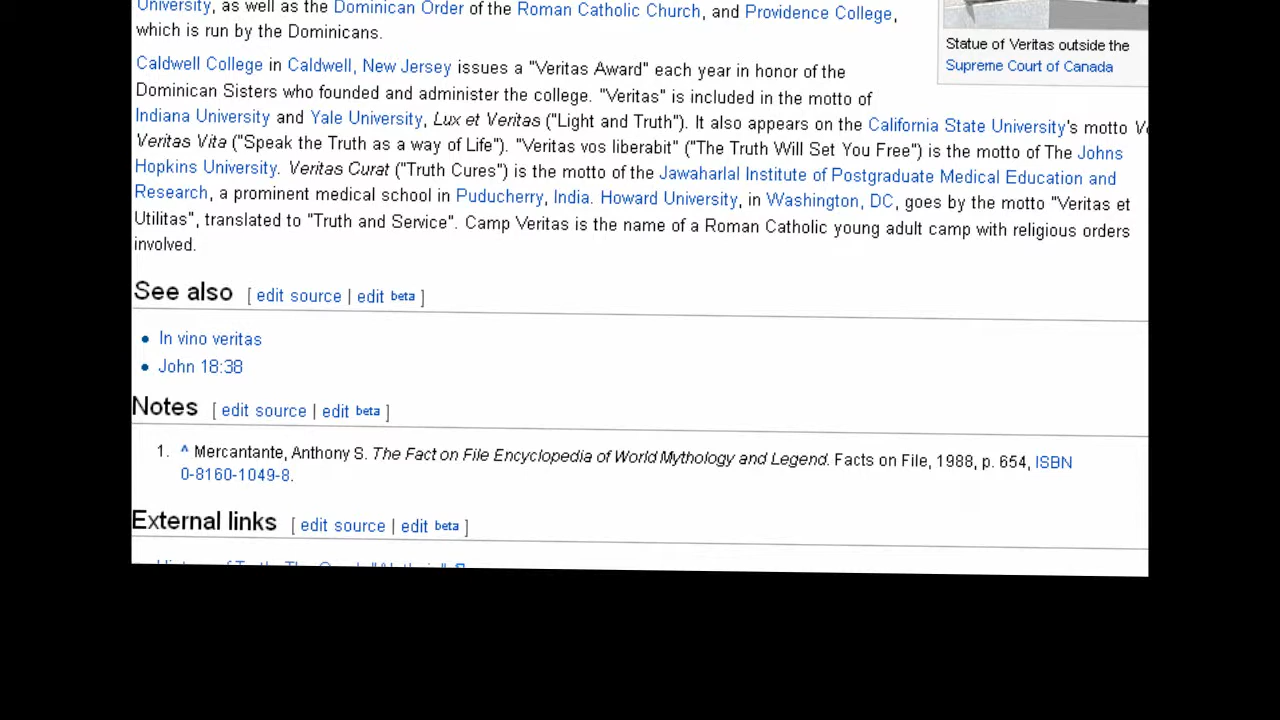 University, as well as the Dominican Order of the Roman Catholic Church, and Providence College,
which is run by the Dominicans.
Statue of Veritas outside the
Supreme Court of Canada
Caldwell College in Caldwell, New Jersey issues a "Veritas Award" each year in honor of the
Dominican Sisters who founded and administer the college. "Veritas" is included in the motto of
Indiana University and Yale University, Lux et Veritas ("Light and Truth"). It also appears on the California State University's motto
Veritas Vita ("Speak the Truth as a way of Life"). "Veritas vos liberabit" ("The Truth Will Set You Free") is the motto of The Johns
Hopkins University. Veritas Curat ("Truth Cures") is the motto of the Jawaharlal Institute of Postgraduate Medical Education and
Research, a prominent medical school in Puducherry, India. Howard University, in Washington, DC, goes by the motto "Veritas et
Utilitas", translated to "Truth and Service". Camp Veritas is the name of a Roman Catholic young adult camp with religious orders
involved.
See also [ edit source | edit beta ]
• In vino veritas
• John 18:38
Notes [ edit source | edit beta ]
1. ^ Mercantante, Anthony S. The Fact on File Encyclopedia of World Mythology and Legend. Facts on File, 1988, p. 654, ISBN
0-8160-1049-8.
External links [ edit source | edit beta ]